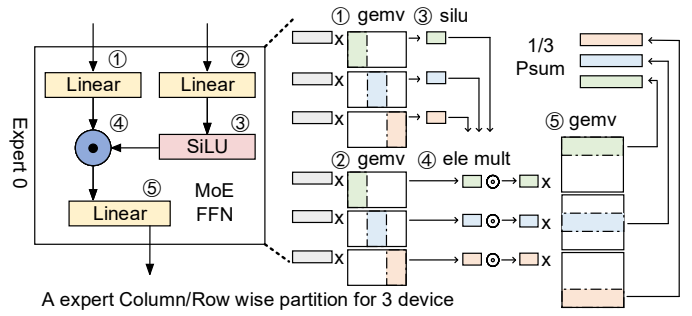 ① gemv ③ silu
1/3
Psum
① ②
Linear Linear
x
x
④ ③
SiLU
x
⑤ gemv
Expert 0
② gemv ④ ele mult
x x
⑤
Linear
MoE
FFN
x x
x x
A expert Column/Row wise partition for 3 device